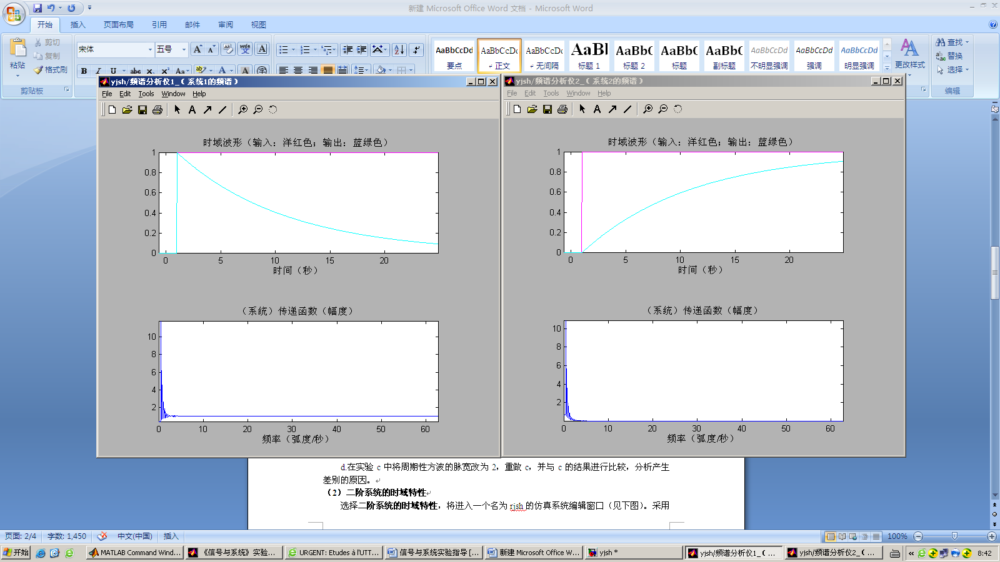 新建 Microsoft Office Word 文档 - Microsoft Word
开始 插入 页面布局 引用 邮件 审阅 视图
粘贴 剪切 复制 格式刷
剪贴板
宋体 五号
B I U abc x₂ x² Aa
AaBbCcDd 要点
AaBbCcDc ↲ 正文
AaBbCcDc ↲ 无间隔
AaBl 标题 1
AaBbC 标题 2
AaBbC 标题
AaBbC 副标题
AaBbCcDd 不明显强调
AaBbCcDd 强调
AaBbCcDd 明显强调
更改样式
查找
替换
选择
编辑
yjsh/频谱分析仪1_（系统1的频谱）
File Edit Tools Window Help
时域波形（输入：洋红色；输出：蓝绿色）
1
0.8
0.6
0.4
0.2
0
0 5 10 15 20
时间（秒）
（系统）传递函数（幅度）
10
8
6
4
2
0 10 20 30 40 50 60
频率（弧度/秒）
yjsh/频谱分析仪2_（系统2的频谱）
File Edit Tools Window Help
时域波形（输入：洋红色；输出：蓝绿色）
1
0.8
0.6
0.4
0.2
0
0 5 10 15 20
时间（秒）
（系统）传递函数（幅度）
10
8
6
4
2
0 10 20 30 40 50 60
频率（弧度/秒）
d.在实验 c 中将周期性方波的脉宽改为 2，重做 c，并与 c 的结果进行比较，分析产生
差别的原因。
（2）二阶系统的时域特性
选择二阶系统的时域特性，将进入一个名为 rjsh 的仿真系统编辑窗口（见下图）。采用
页面: 2/4 字数: 1,450 中文(中国) 插入 100%
开始 MATLAB Command Wind... 《信号与系统》实验... URGENT: Etudes à l'UTT... 信号与系统实验指导 [... 新建 Microsoft Office W... yjsh * yjsh/频谱分析仪1_（... yjsh/频谱分析仪2_（... 8:42